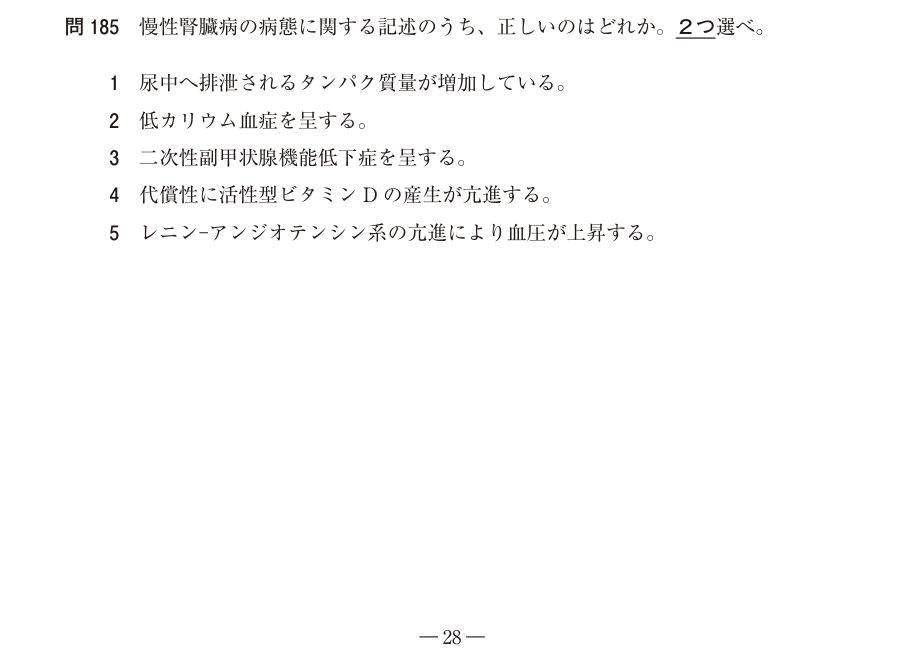 問 185 慢性腎臓病の病態に関する記述のうち、正しいのはどれか。２つ選べ。
1 尿中へ排泄されるタンパク質量が増加している。
2 低カリウム血症を呈する。
3 二次性副甲状腺機能低下症を呈する。
4 代償性に活性型ビタミン D の産生が亢進する。
5 レニン−アンジオテンシン系の亢進により血圧が上昇する。
— 28 —